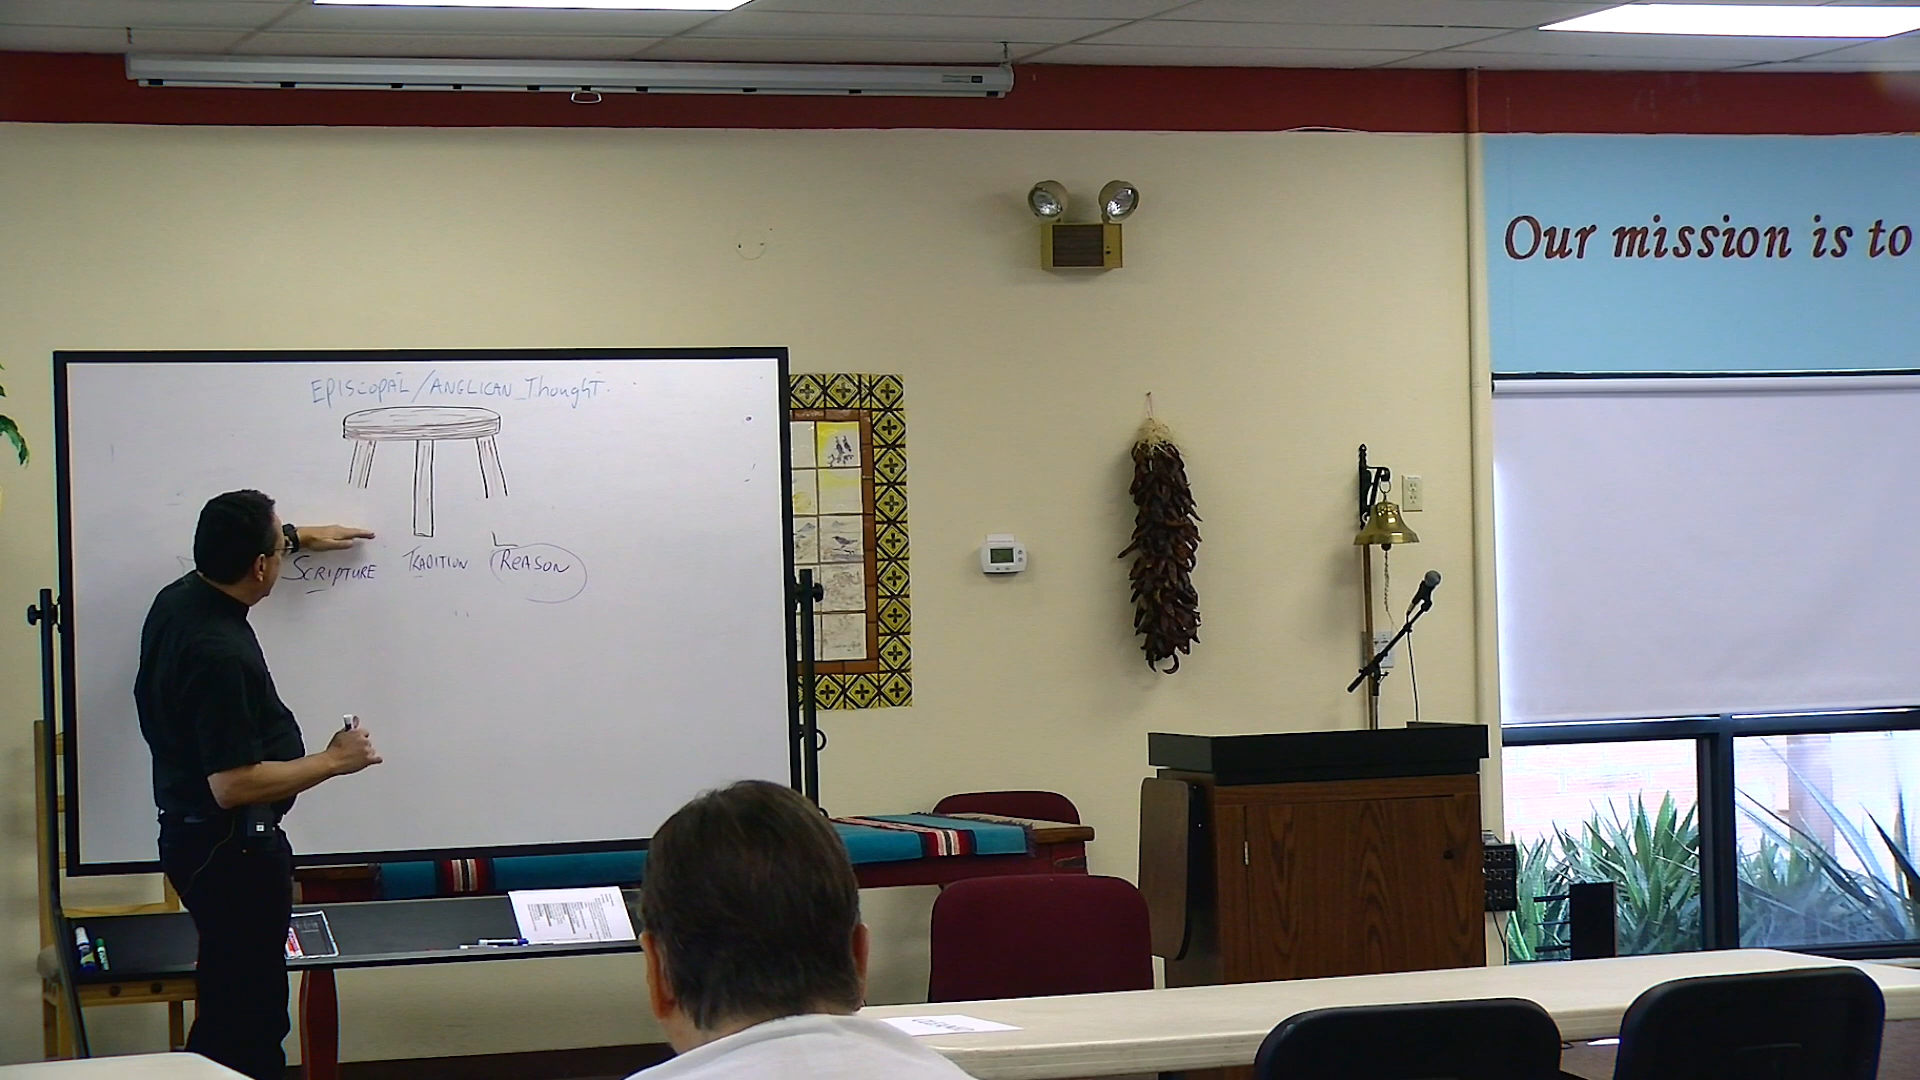 Our mission is to
EPISCOPAL/ANGLICAN Thought.
SCRIPTURE TRADITION REASON